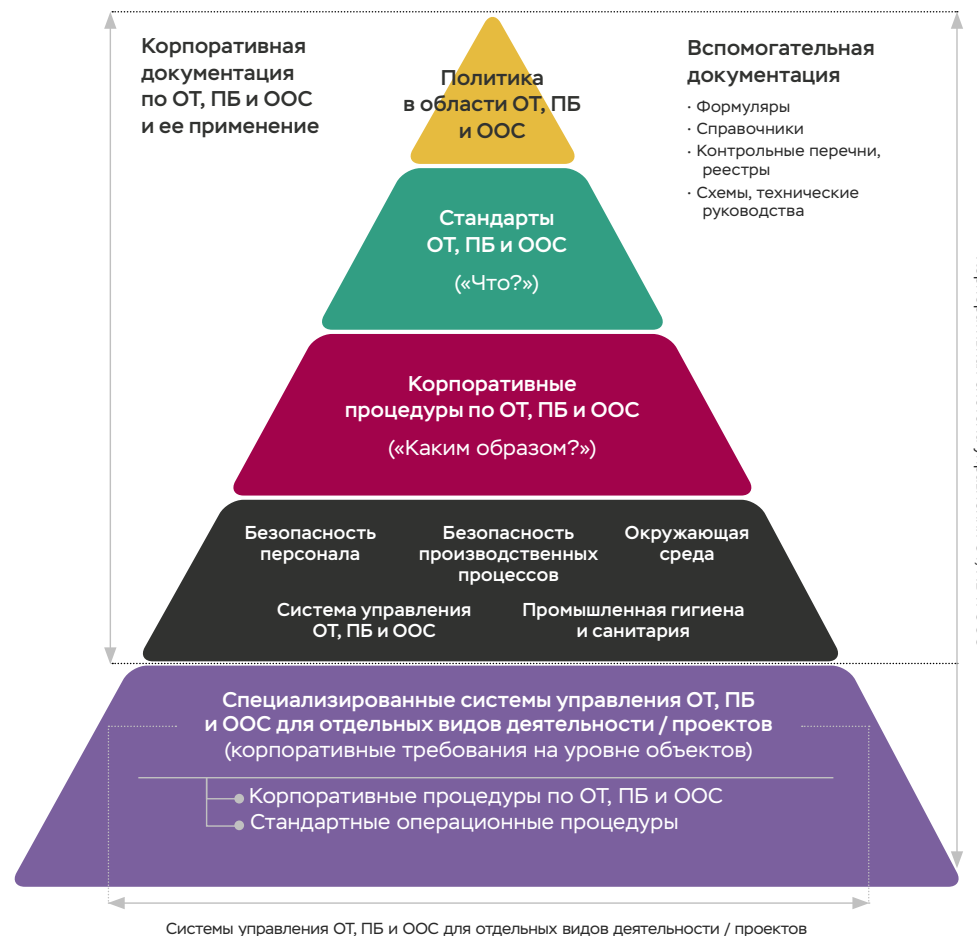 Корпоративная
документация
по ОТ, ПБ и ООС
и ее применение
Политика
в области ОТ, ПБ
и ООС
Вспомогательная
документация
· Формуляры
· Справочники
· Контрольные перечни,
реестры
· Схемы, технические
руководства
Стандарты
ОТ, ПБ и ООС
(«Что?»)
Корпоративные
процедуры по ОТ, ПБ и ООС
(«Каким образом?»)
Безопасность
персонала
Безопасность
производственных
процессов
Окружающая
среда
Система управления
ОТ, ПБ и ООС
Промышленная гигиена
и санитария
Специализированные системы управления ОТ, ПБ
и ООС для отдельных видов деятельности / проектов
(корпоративные требования на уровне объектов)
Корпоративные процедуры по ОТ, ПБ и ООС
Стандартные операционные процедуры
Системы управления ОТ, ПБ и ООС для отдельных видов деятельности / проектов